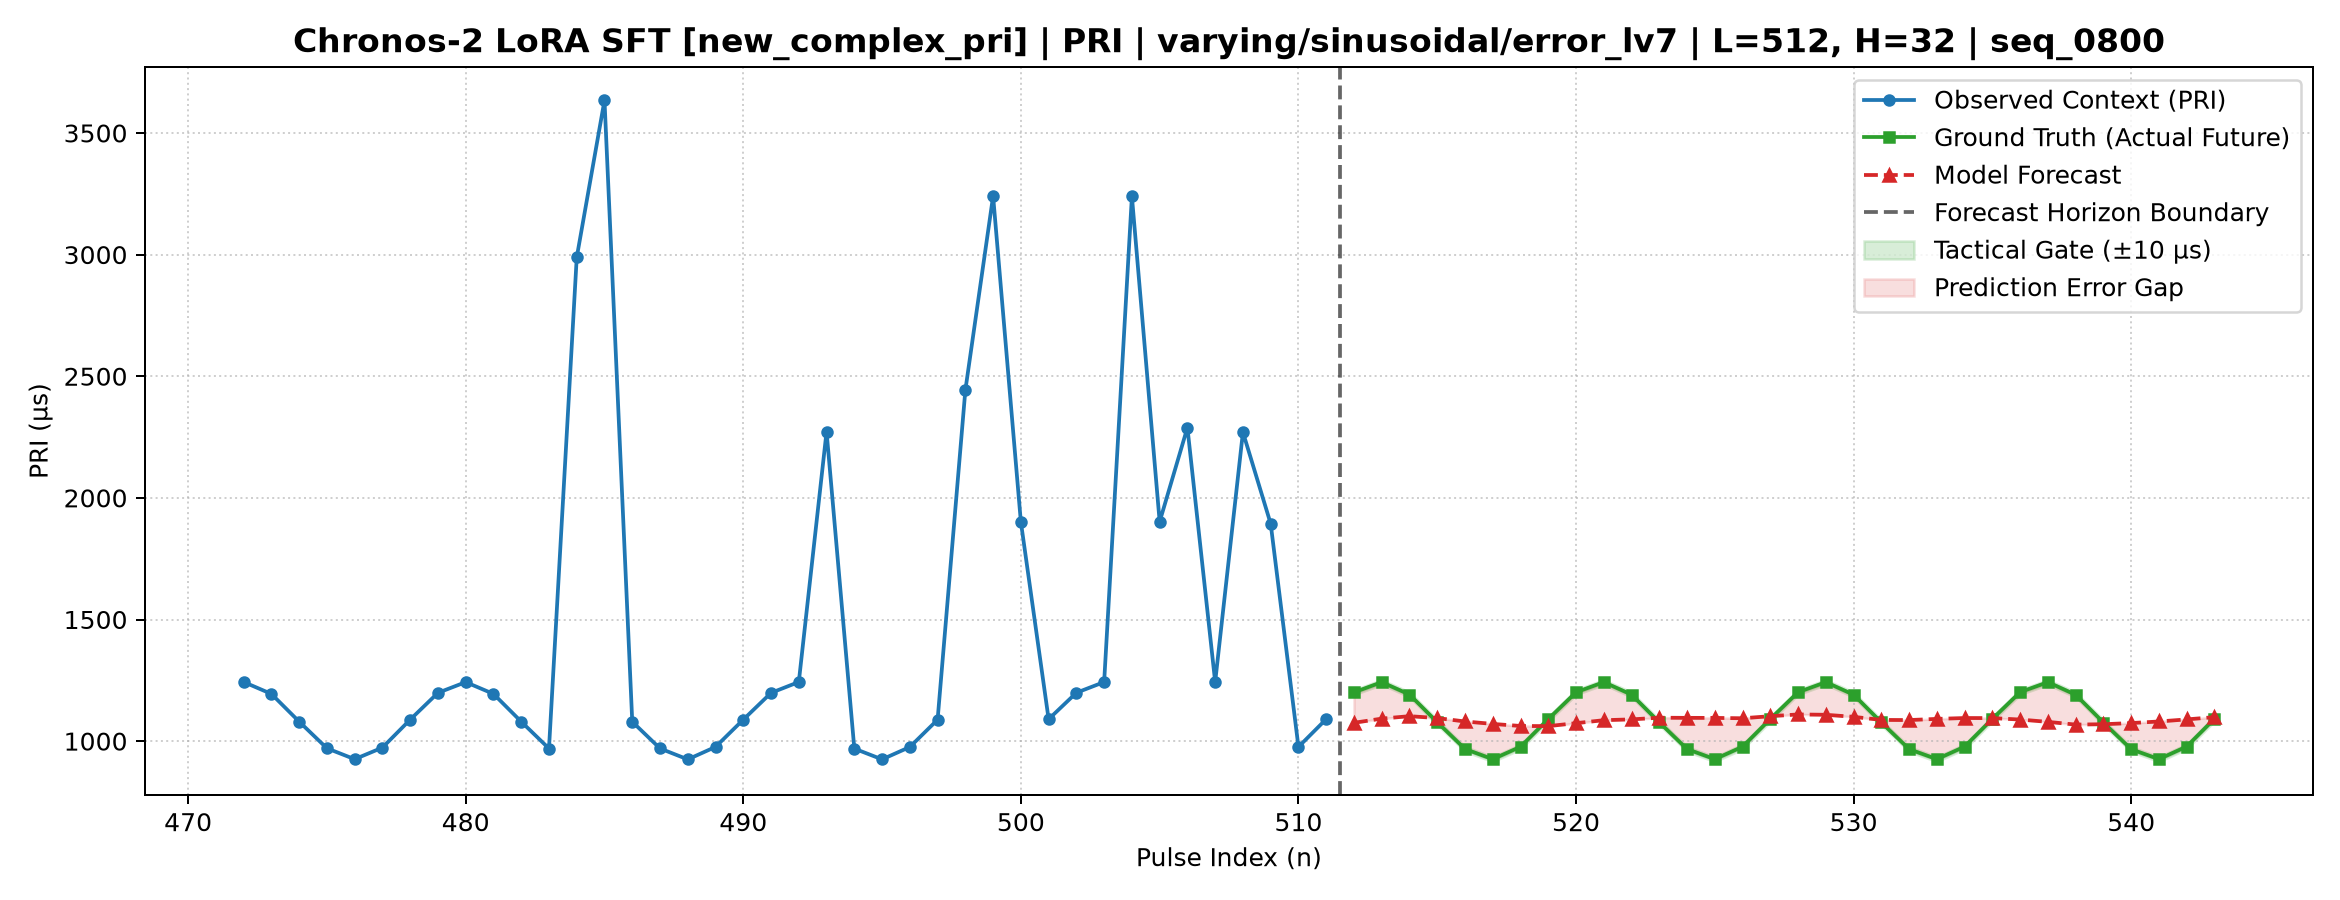 Chronos-2 LoRA SFT [new_complex_pri] | PRI | varying/sinusoidal/error_lv7 | L=512, H=32 | seq_0800
Observed Context (PRI)
Ground Truth (Actual Future)
Model Forecast
Forecast Horizon Boundary
Tactical Gate (±10 µs)
Prediction Error Gap
PRI (µs)
3500
3000
2500
2000
1500
1000
470 480 490 500 510 520 530 540
Pulse Index (n)